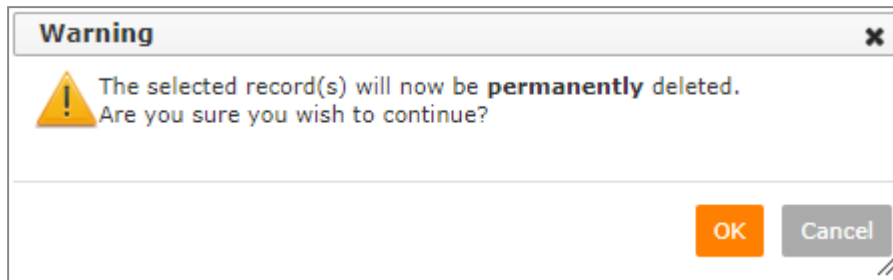 Warning
The selected record(s) will now be permanently deleted.
Are you sure you wish to continue?
OK
Cancel